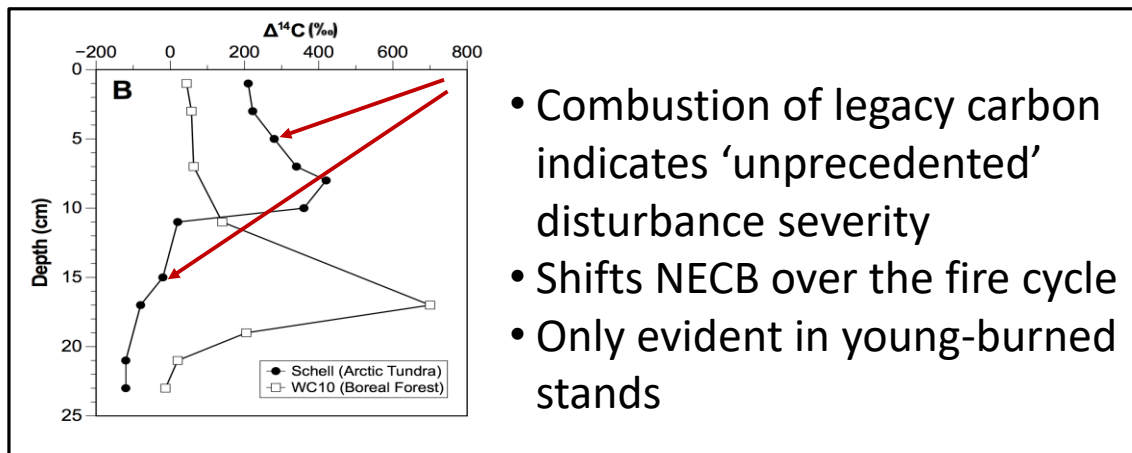 Δ¹⁴C (‰)
−200 0 200 400 600 800
0
B
5
10
Depth (cm)
15
20
25
Schell (Arctic Tundra)
WC10 (Boreal Forest)
• Combustion of legacy carbon
indicates ‘unprecedented’
disturbance severity
• Shifts NECB over the fire cycle
• Only evident in young-burned
stands